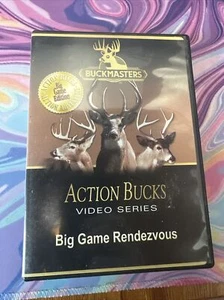 BUCKMASTERS
ACTION BUCKS
VIDEO SERIES
Big Game Rendezvous